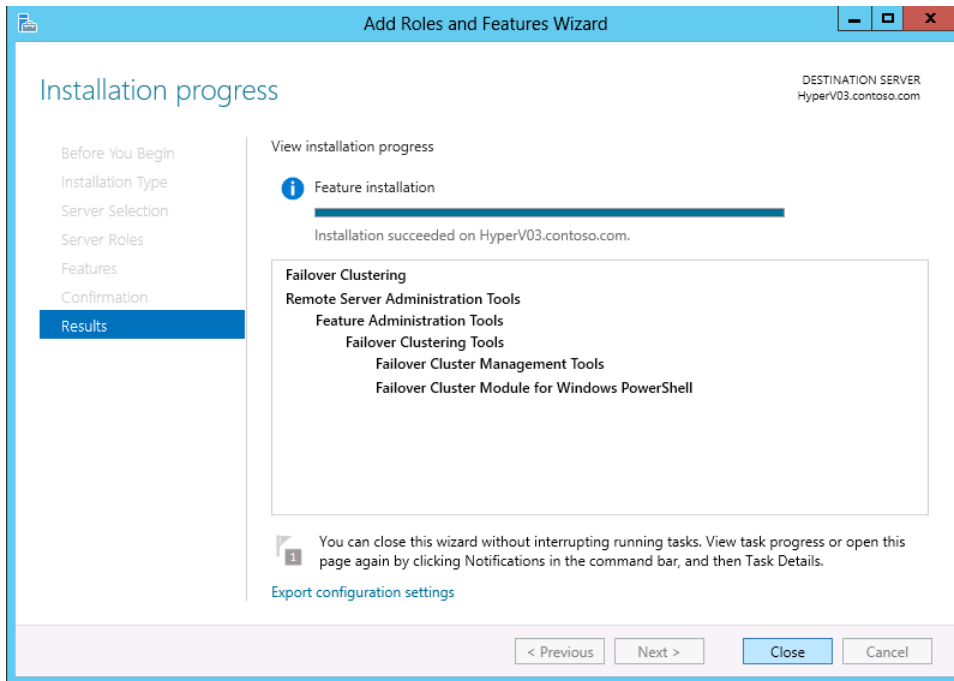 Add Roles and Features Wizard
Installation progress
DESTINATION SERVER
HyperV03.contoso.com
Before You Begin
Installation Type
Server Selection
Server Roles
Features
Confirmation
Results
View installation progress
Feature installation
Installation succeeded on HyperV03.contoso.com.
Failover Clustering
Remote Server Administration Tools
Feature Administration Tools
Failover Clustering Tools
Failover Cluster Management Tools
Failover Cluster Module for Windows PowerShell
1
You can close this wizard without interrupting running tasks. View task progress or open this
page again by clicking Notifications in the command bar, and then Task Details.
Export configuration settings
< Previous
Next >
Close
Cancel